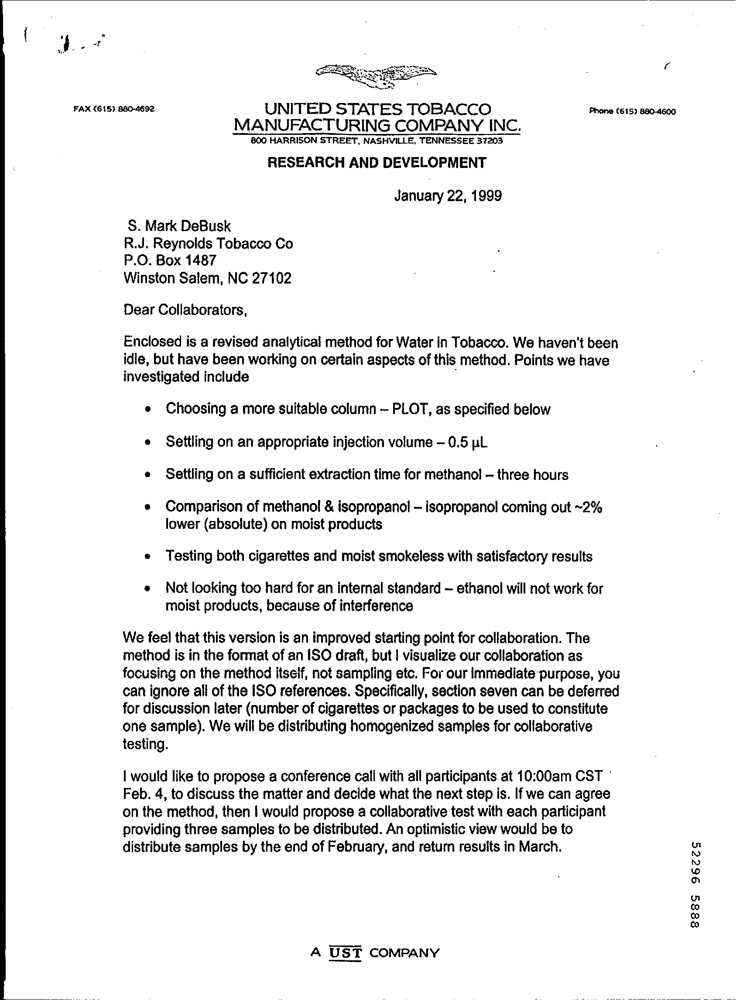 FAX (615) 880-4692
UNITED STATES TOBACCO
MANUFACTURING COMPANY INC.
800 HARRISON STREET, NASHVILLE, TENNESSEE 37203
Phone (615) 880-4600
RESEARCH AND DEVELOPMENT
January 22, 1999
S. Mark DeBusk
R.J. Reynolds Tobacco Co
P.O. Box 1487
Winston Salem, NC 27102
Dear Collaborators,
Enclosed is a revised analytical method for Water in Tobacco. We haven't been
idle, but have been working on certain aspects of this method. Points we have
investigated include
• Choosing a more suitable column – PLOT, as specified below
• Settling on an appropriate injection volume – 0.5 µL
• Settling on a sufficient extraction time for methanol – three hours
• Comparison of methanol & isopropanol – isopropanol coming out ~2%
lower (absolute) on moist products
• Testing both cigarettes and moist smokeless with satisfactory results
• Not looking too hard for an internal standard – ethanol will not work for
moist products, because of interference
We feel that this version is an improved starting point for collaboration. The
method is in the format of an ISO draft, but I visualize our collaboration as
focusing on the method itself, not sampling etc. For our immediate purpose, you
can ignore all of the ISO references. Specifically, section seven can be deferred
for discussion later (number of cigarettes or packages to be used to constitute
one sample). We will be distributing homogenized samples for collaborative
testing.
I would like to propose a conference call with all participants at 10:00am CST
Feb. 4, to discuss the matter and decide what the next step is. If we can agree
on the method, then I would propose a collaborative test with each participant
providing three samples to be distributed. An optimistic view would be to
distribute samples by the end of February, and return results in March.
52296 5888
A UST COMPANY